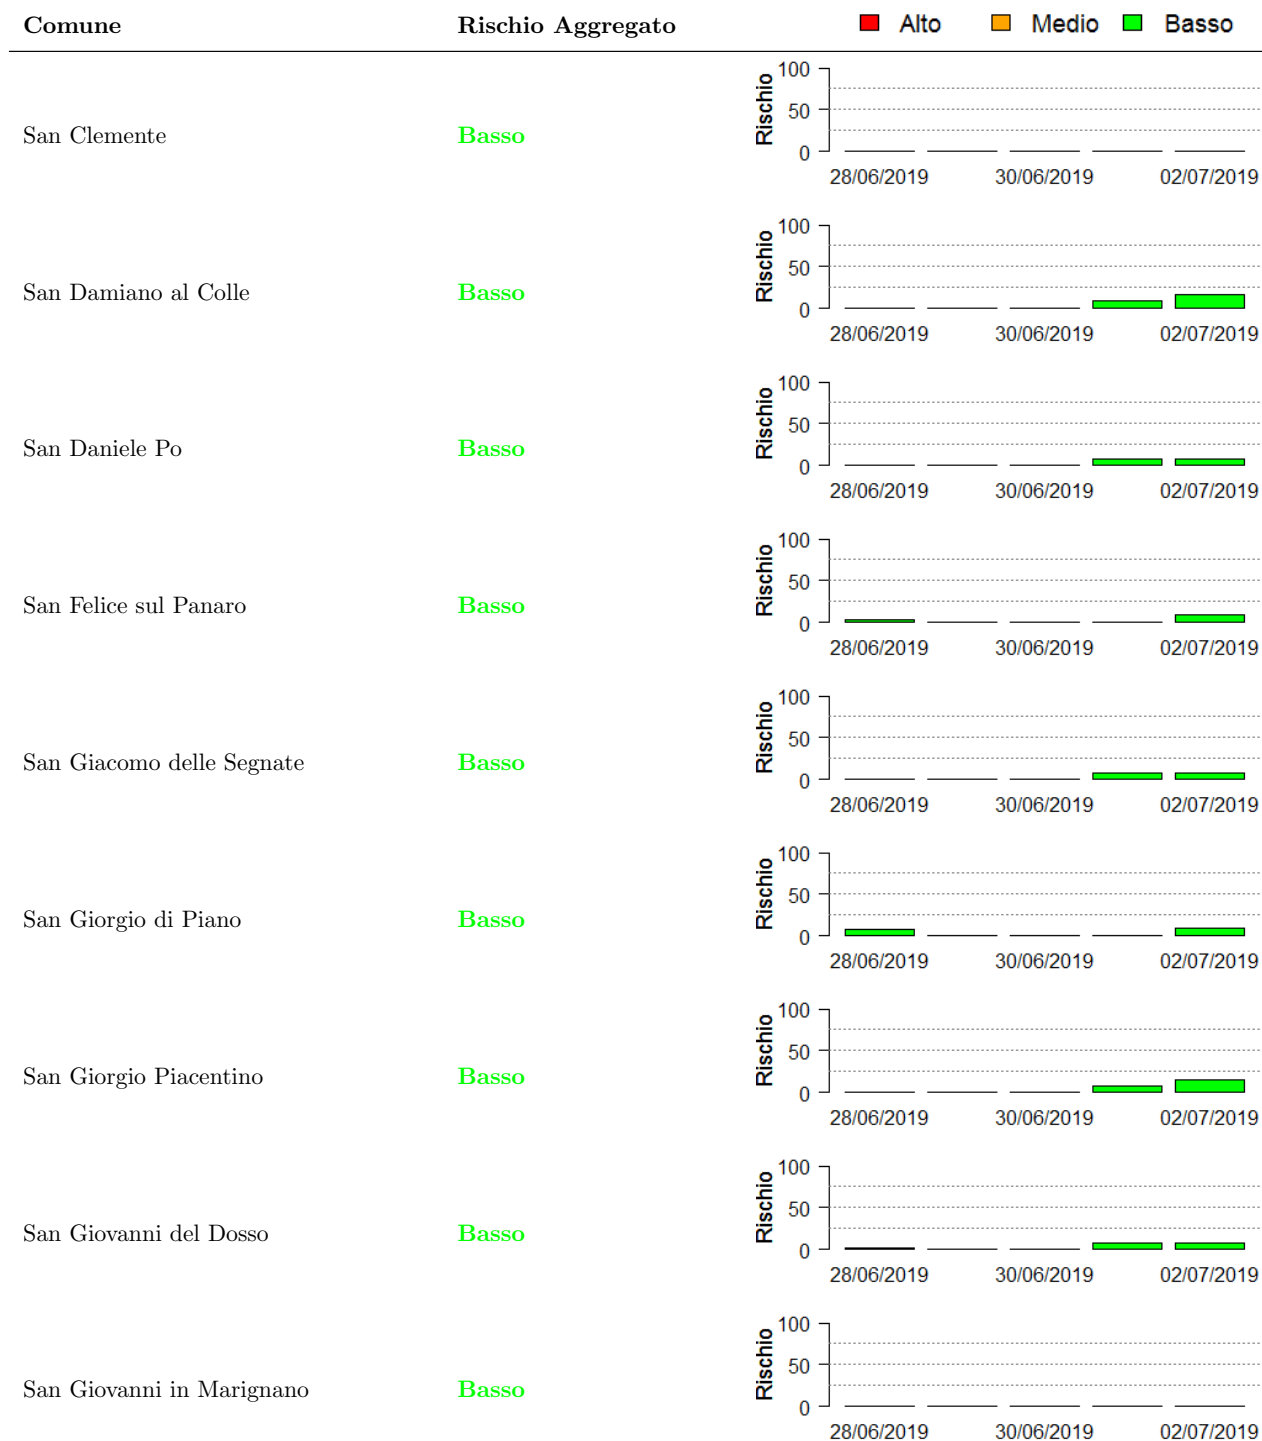 Comune Rischio Aggregato Alto Medio Basso
San Clemente Basso
Rischio
100
50
0
28/06/2019 30/06/2019 02/07/2019
San Damiano al Colle Basso
Rischio
100
50
0
28/06/2019 30/06/2019 02/07/2019
San Daniele Po Basso
Rischio
100
50
0
28/06/2019 30/06/2019 02/07/2019
San Felice sul Panaro Basso
Rischio
100
50
0
28/06/2019 30/06/2019 02/07/2019
San Giacomo delle Segnate Basso
Rischio
100
50
0
28/06/2019 30/06/2019 02/07/2019
San Giorgio di Piano Basso
Rischio
100
50
0
28/06/2019 30/06/2019 02/07/2019
San Giorgio Piacentino Basso
Rischio
100
50
0
28/06/2019 30/06/2019 02/07/2019
San Giovanni del Dosso Basso
Rischio
100
50
0
28/06/2019 30/06/2019 02/07/2019
San Giovanni in Marignano Basso
Rischio
100
50
0
28/06/2019 30/06/2019 02/07/2019